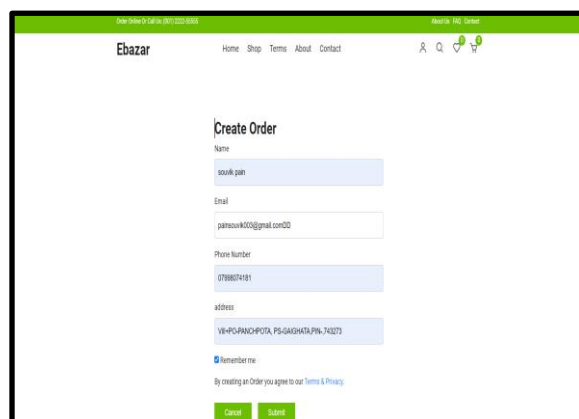 Order Online Or Call Us: (001) 2222-55555
About Us FAQ Contact
Ebazar
Home Shop Terms About Contact
0
0
Create Order
Name
souvik pain
Email
painsouvik003@gmail.comDD
Phone Number
07998074181
address
Vill+PO-PANCHPOTA, PS-GAIGHATA,PIN-,743273
Remember me
By creating an Order you agree to our Terms & Privacy.
Cancel Submit